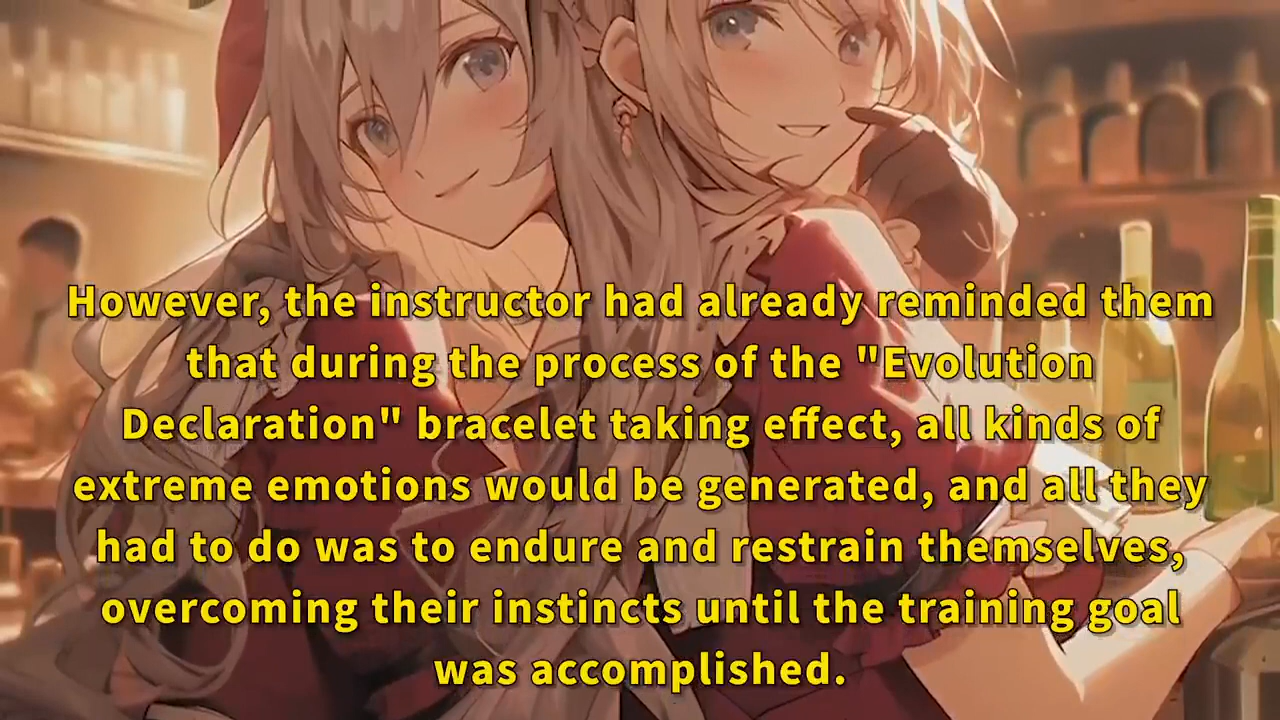 However, the instructor had already reminded them
that during the process of the "Evolution
Declaration" bracelet taking effect, all kinds of
extreme emotions would be generated, and all they
had to do was to endure and restrain themselves,
overcoming their instincts until the training goal
was accomplished.